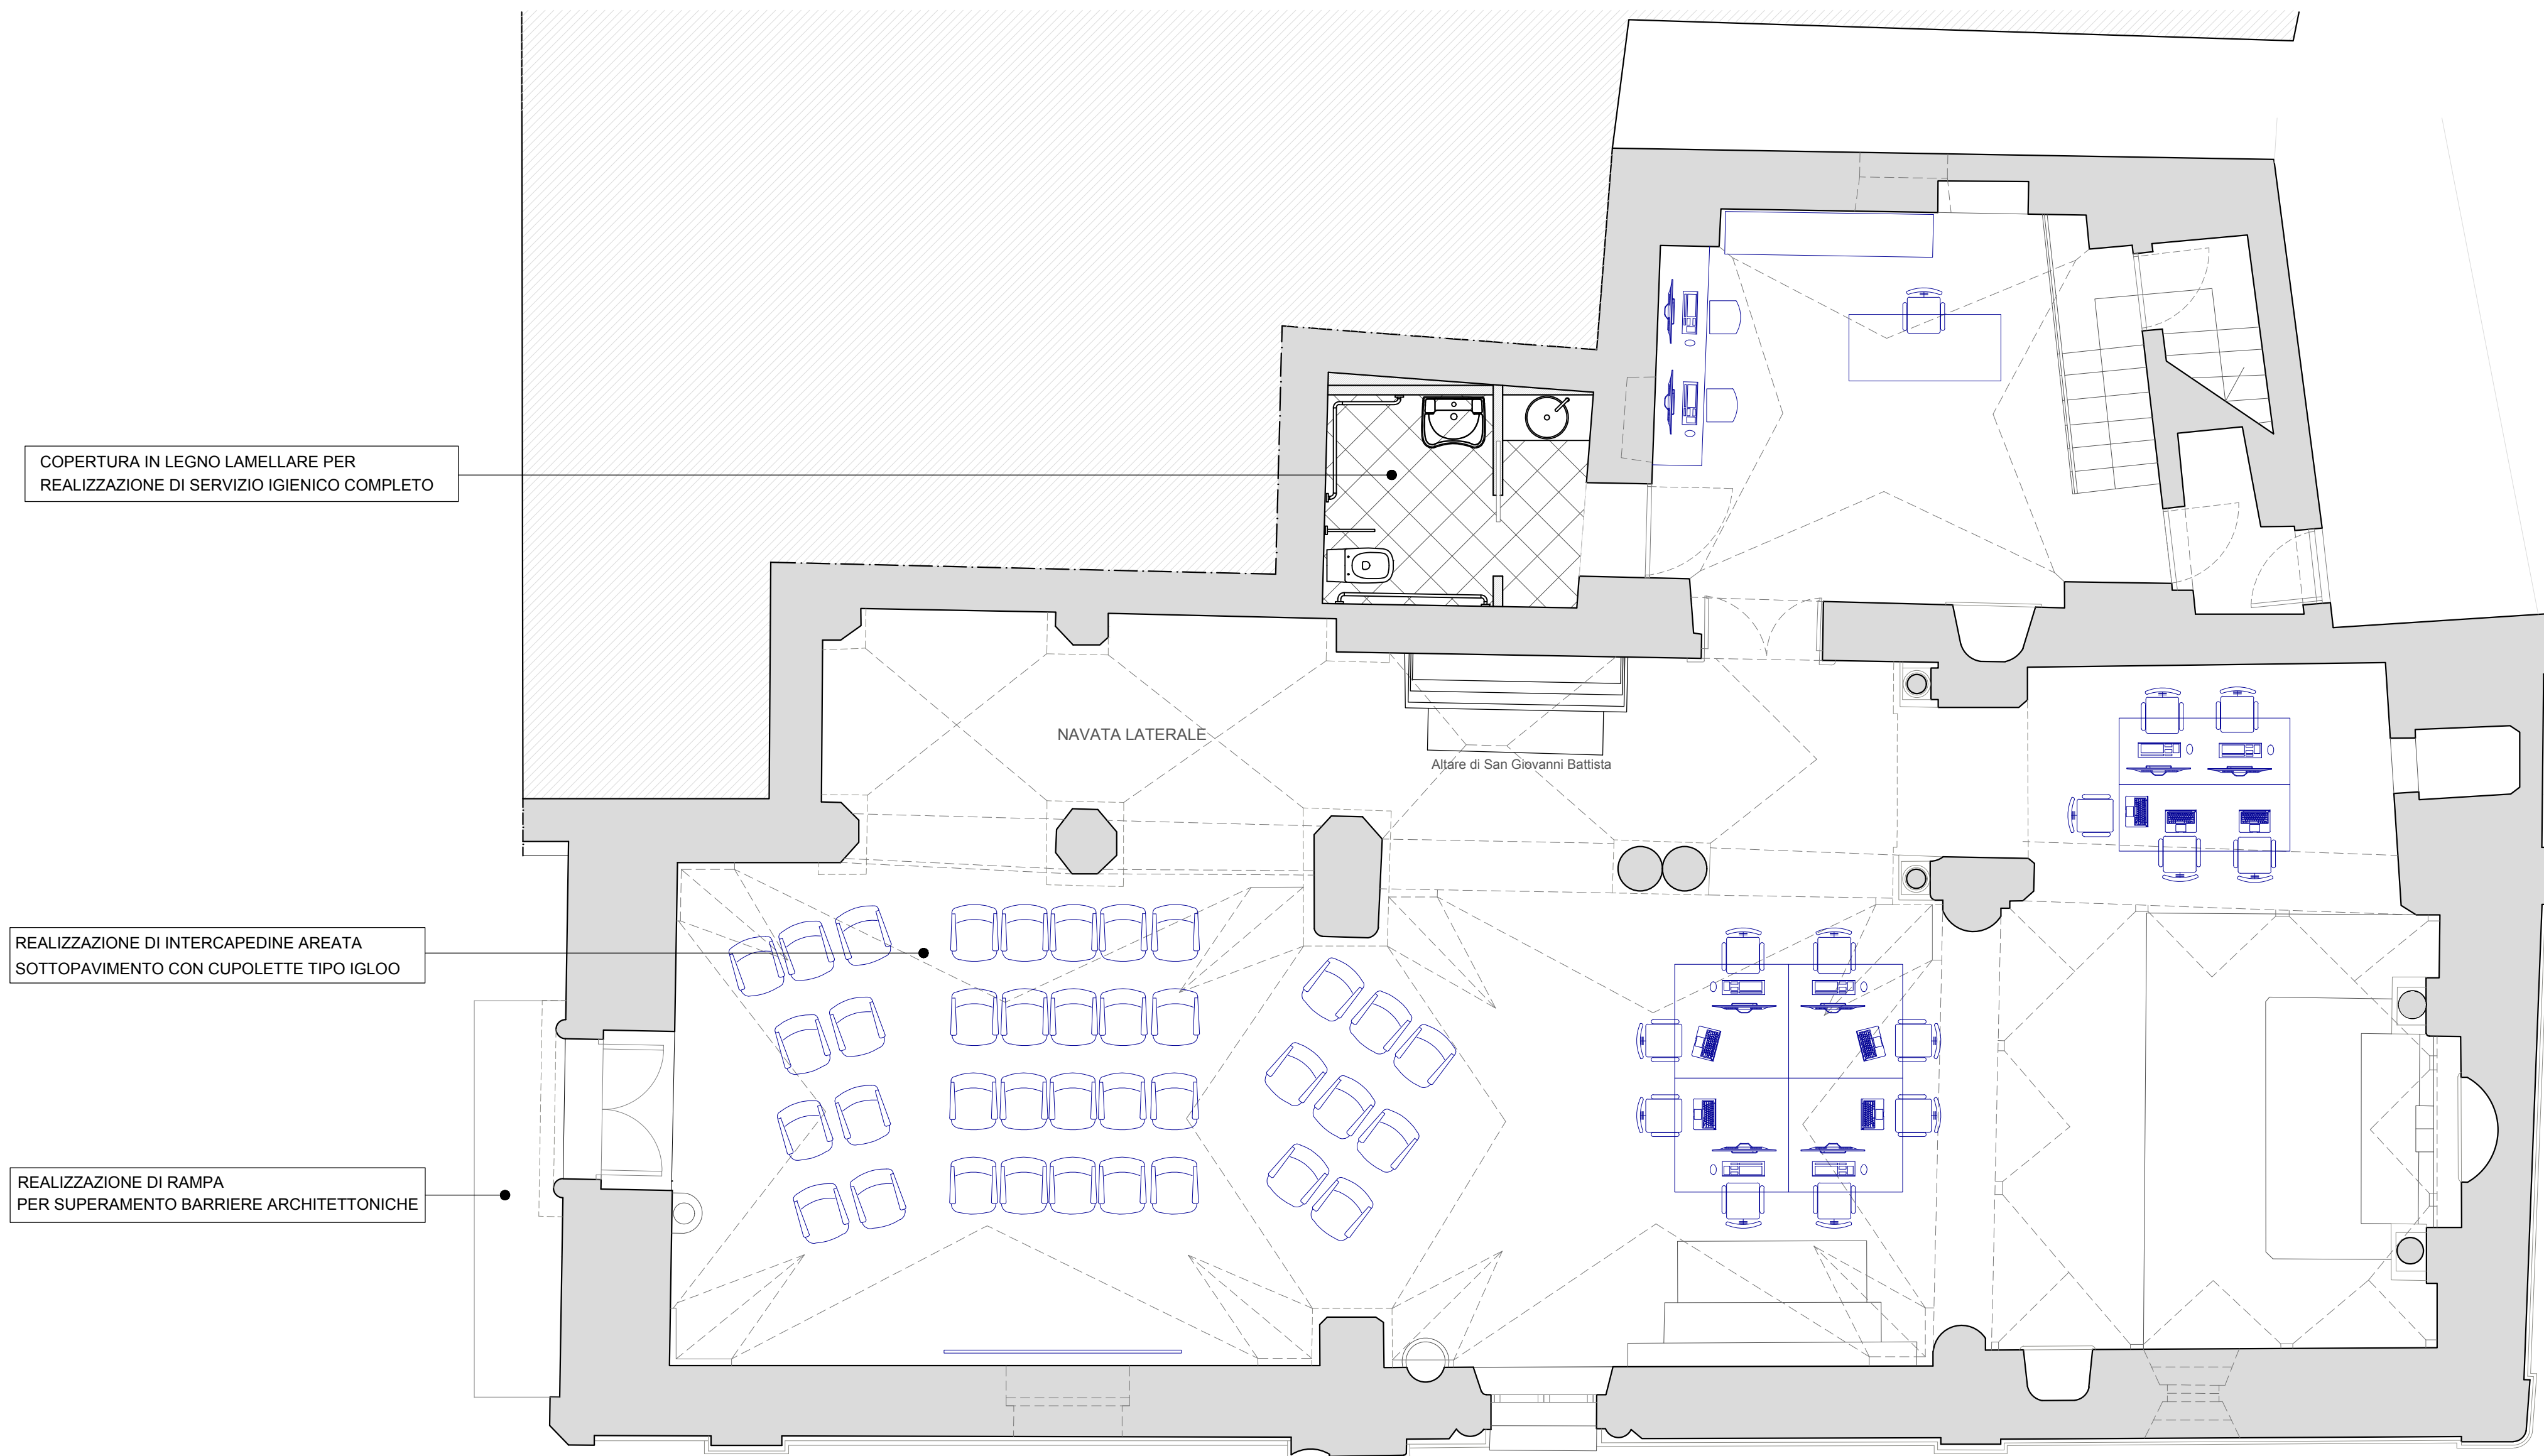 COPERTURA IN LEGNO LAMELLARE PER
REALIZZAZIONE DI SERVIZIO IGIENICO COMPLETO
NAVATA LATERALE
Altare di San Giovanni Battista
REALIZZAZIONE DI INTERCAPEDINE AREATA
SOTTOPAVIMENTO CON CUPOLETTE TIPO IGLOO
REALIZZAZIONE DI RAMPA
PER SUPERAMENTO BARRIERE ARCHITETTONICHE